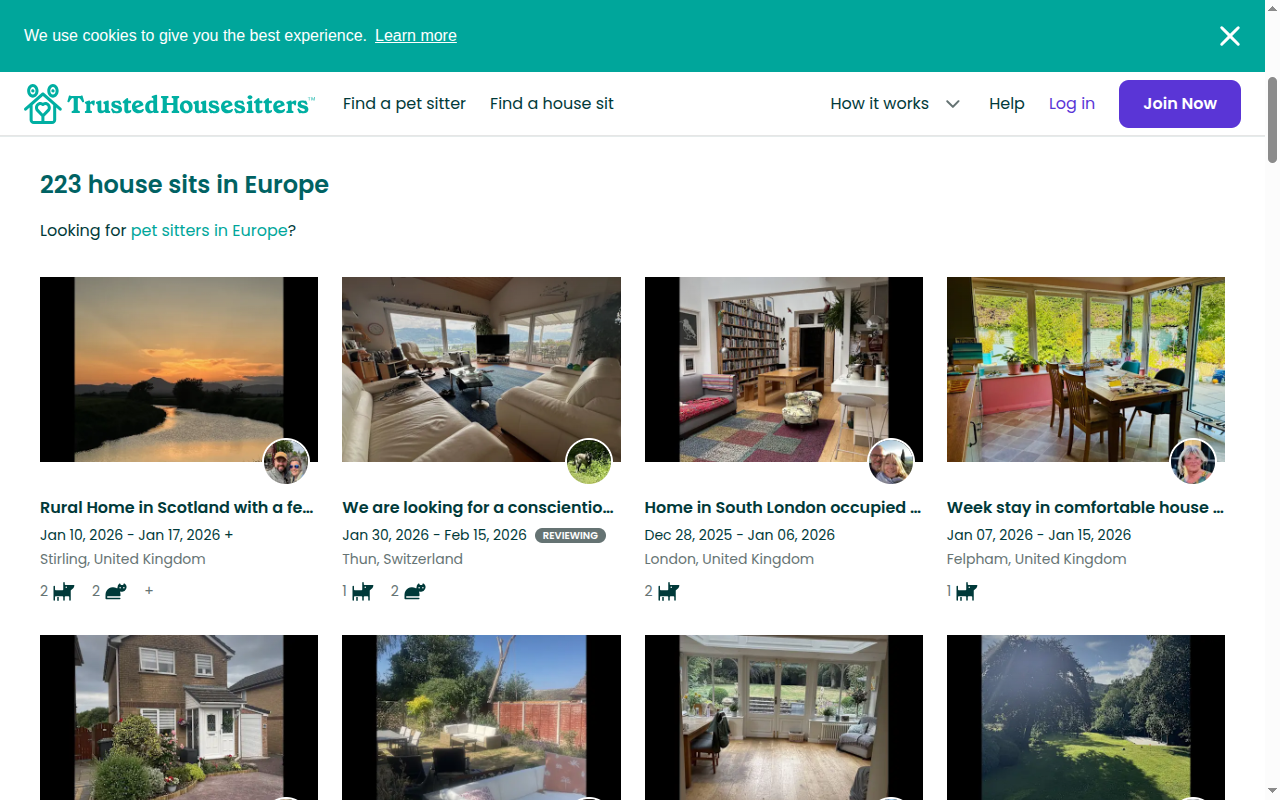 We use cookies to give you the best experience. Learn more
TrustedHousesitters™
Find a pet sitter
Find a house sit
How it works
Help
Log in
Join Now
223 house sits in Europe
Looking for pet sitters in Europe?
Rural Home in Scotland with a fe...
Jan 10, 2026 - Jan 17, 2026 +
Stirling, United Kingdom
2 2 +
We are looking for a conscientio...
Jan 30, 2026 - Feb 15, 2026 REVIEWING
Thun, Switzerland
1 2
Home in South London occupied ...
Dec 28, 2025 - Jan 06, 2026
London, United Kingdom
2
Week stay in comfortable house ...
Jan 07, 2026 - Jan 15, 2026
Felpham, United Kingdom
1